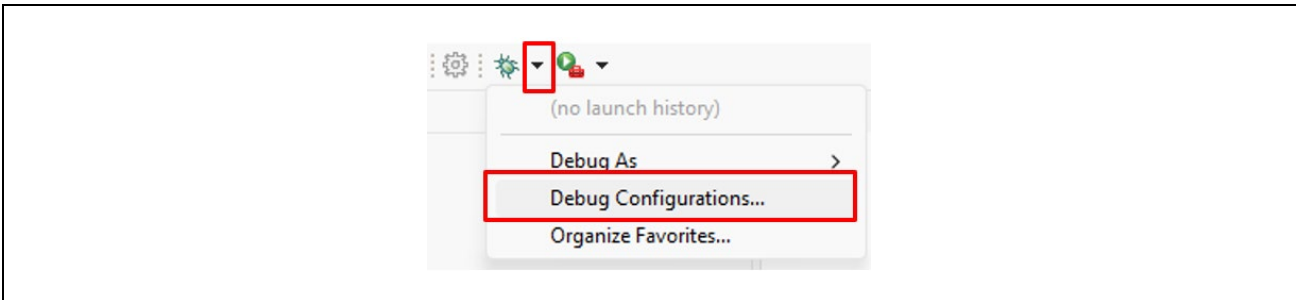 (no launch history)
Debug As
Debug Configurations...
Organize Favorites...